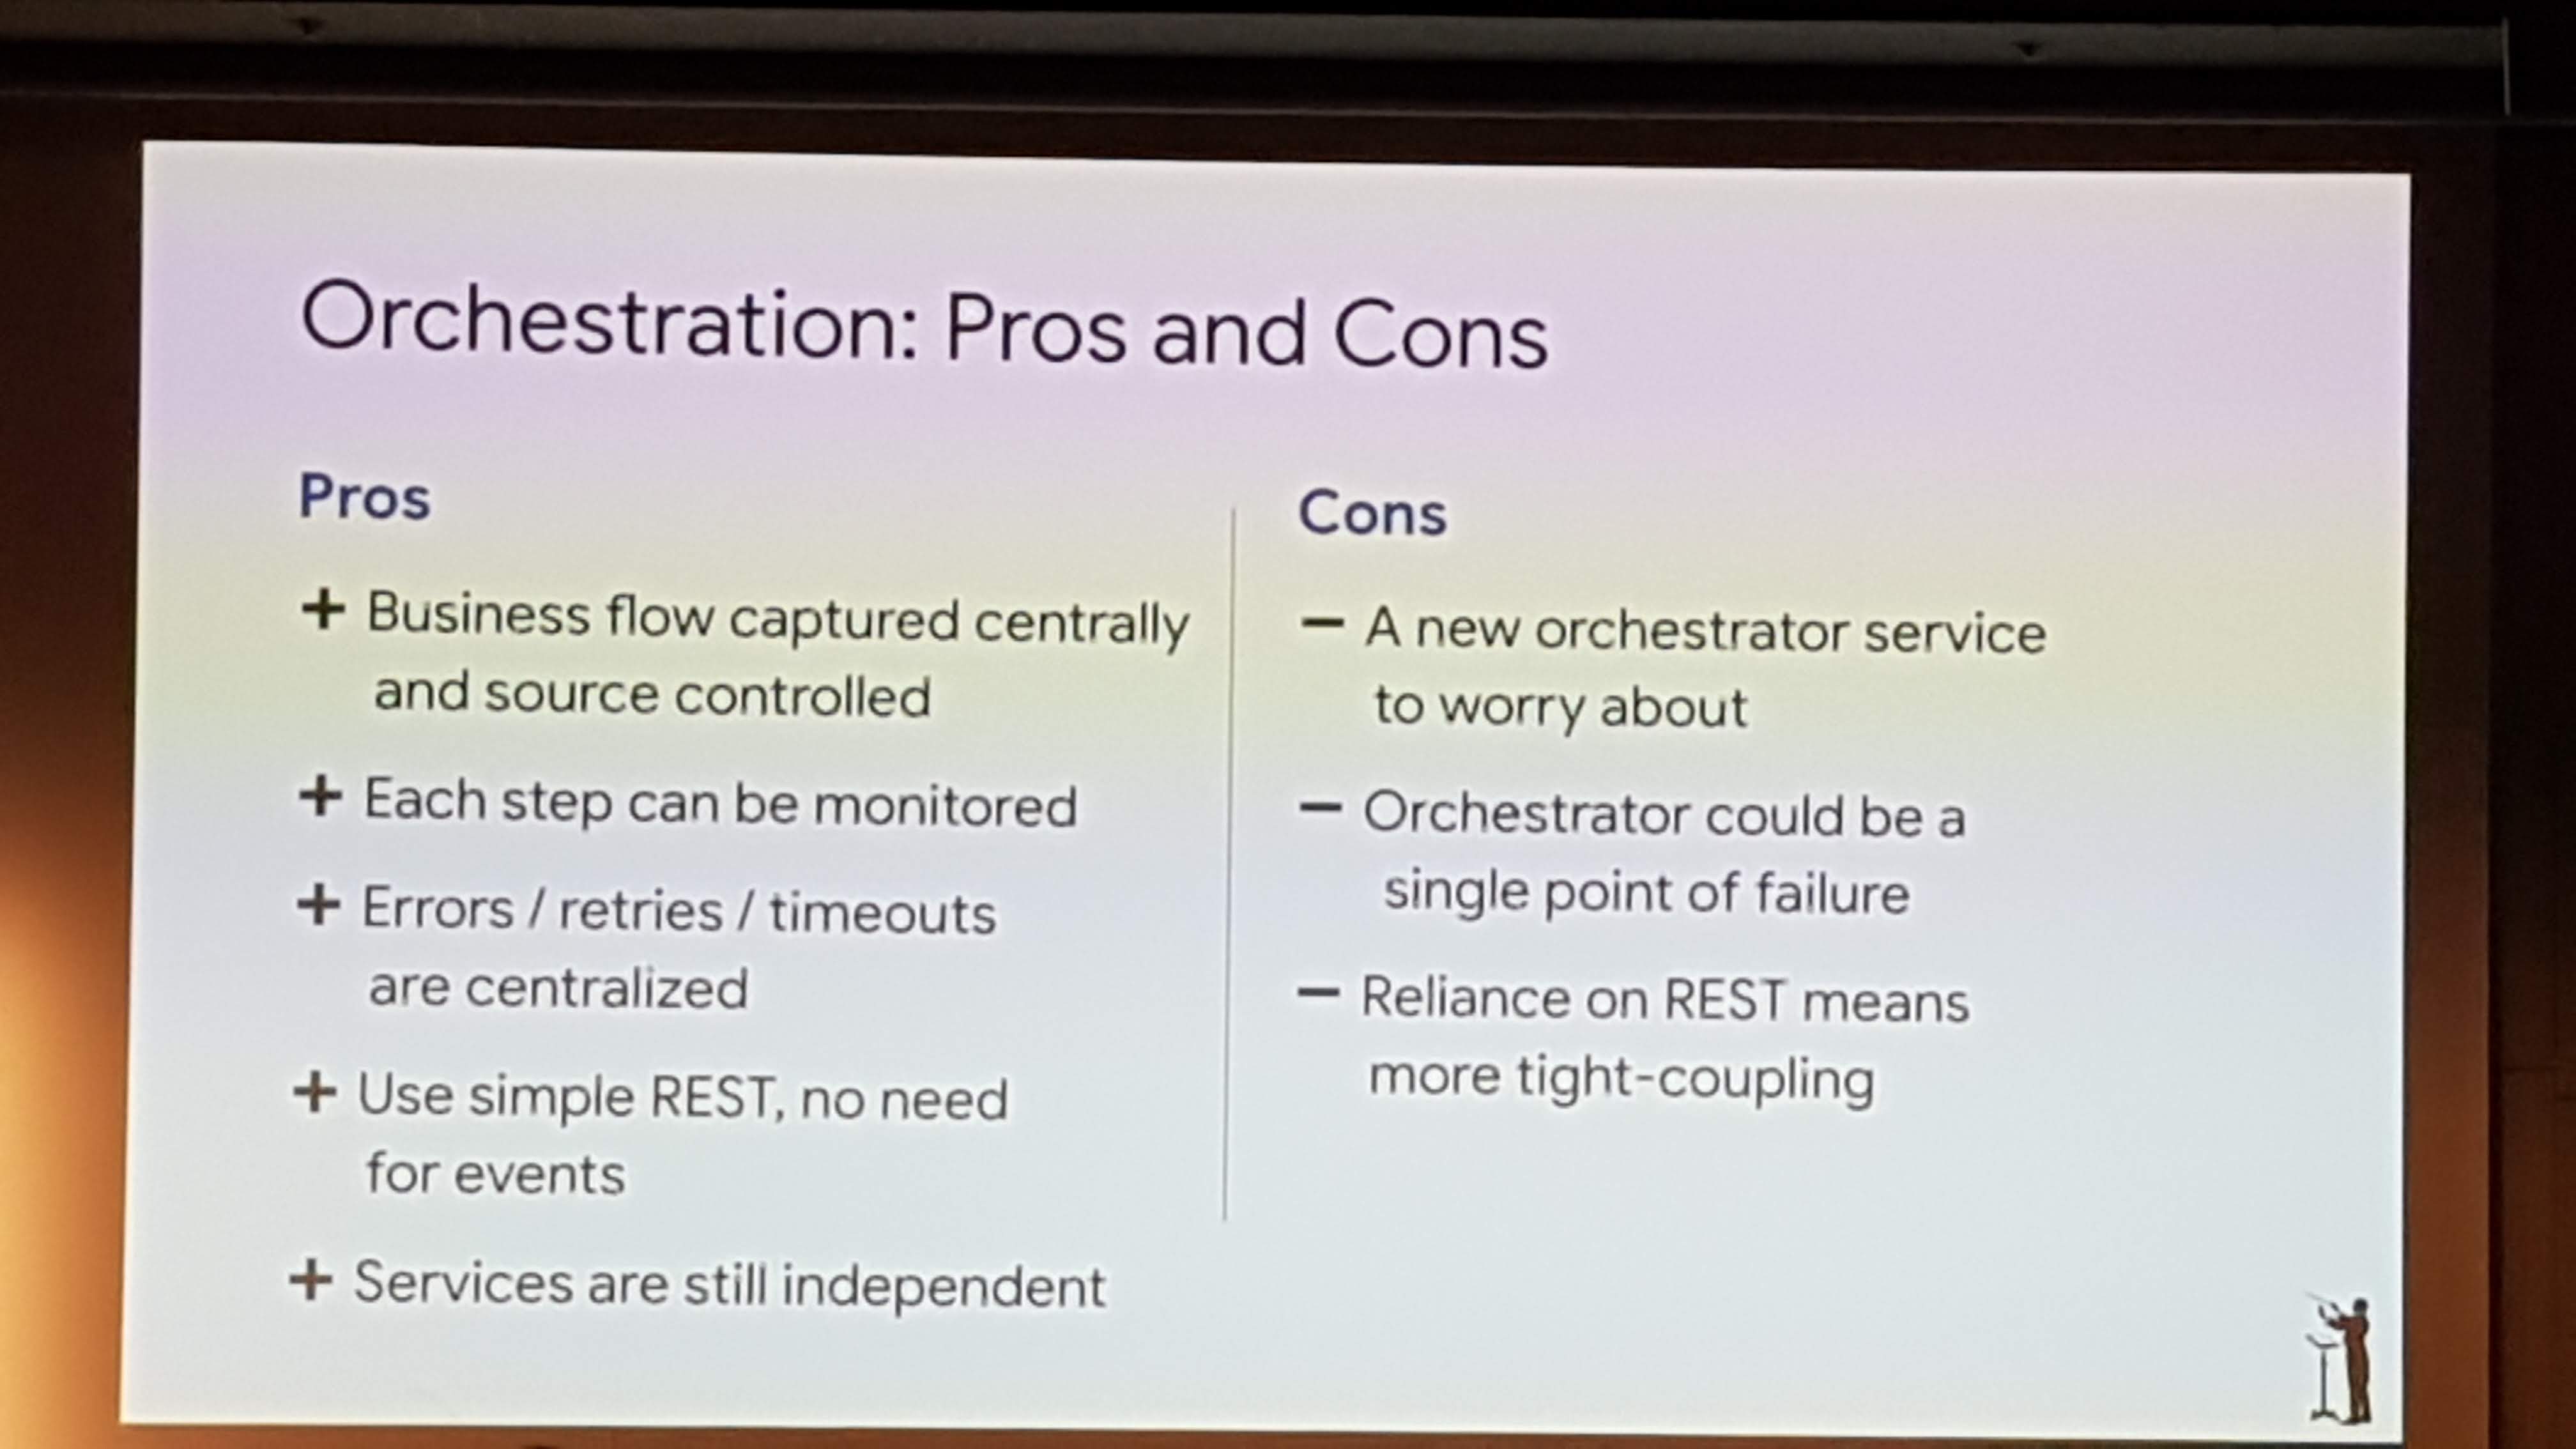 Orchestration: Pros and Cons
Pros
+ Business flow captured centrally
and source controlled
+ Each step can be monitored
+ Errors / retries / timeouts
are centralized
+ Use simple REST, no need
for events
+ Services are still independent
Cons
− A new orchestrator service
to worry about
− Orchestrator could be a
single point of failure
− Reliance on REST means
more tight-coupling